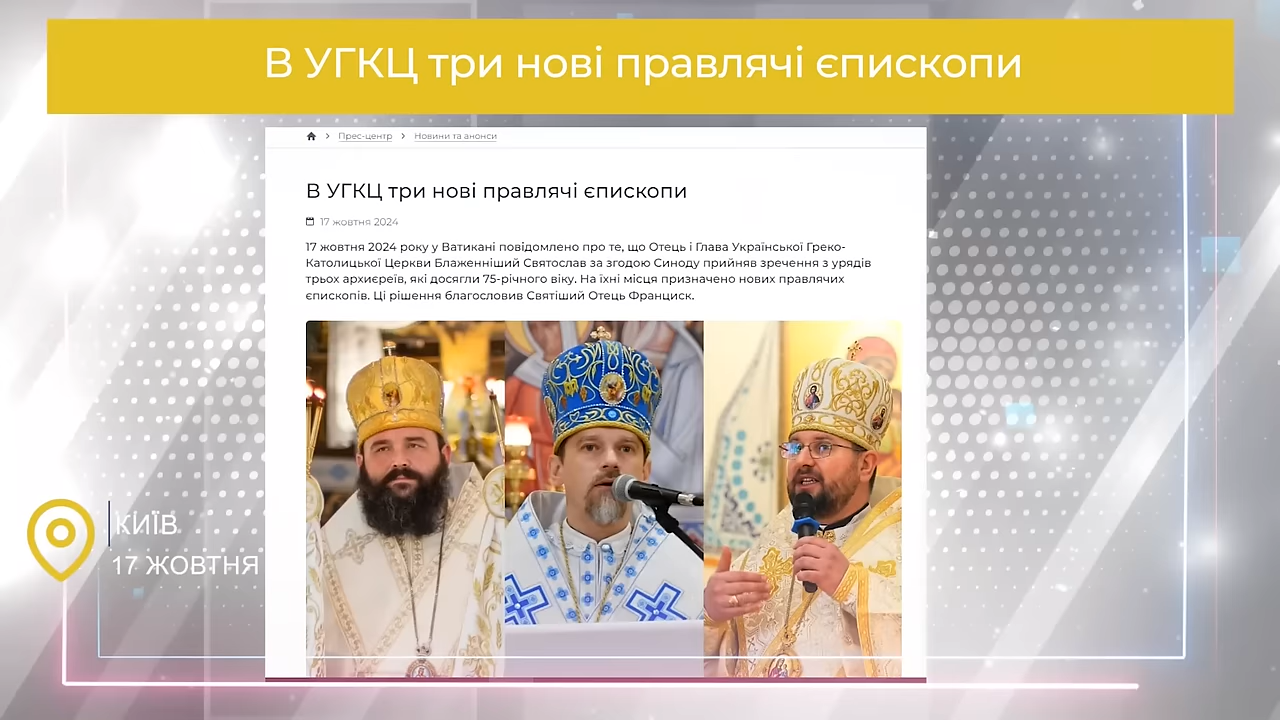 В УГКЦ три нові правлячі єпископи
Прес-центр > Новини та анонси
В УГКЦ три нові правлячі єпископи
17 жовтня 2024
17 жовтня 2024 року у Ватикані повідомлено про те, що Отець і Глава Української Греко-
Католицької Церкви Блаженніший Святослав за згодою Синоду прийняв зречення з урядів
трьох архиєреїв, які досягли 75-річного віку. На їхні місця призначено нових правлячих
єпископів. Ці рішення благословив Святіший Отець Франциск.
КИЇВ
17 ЖОВТНЯ